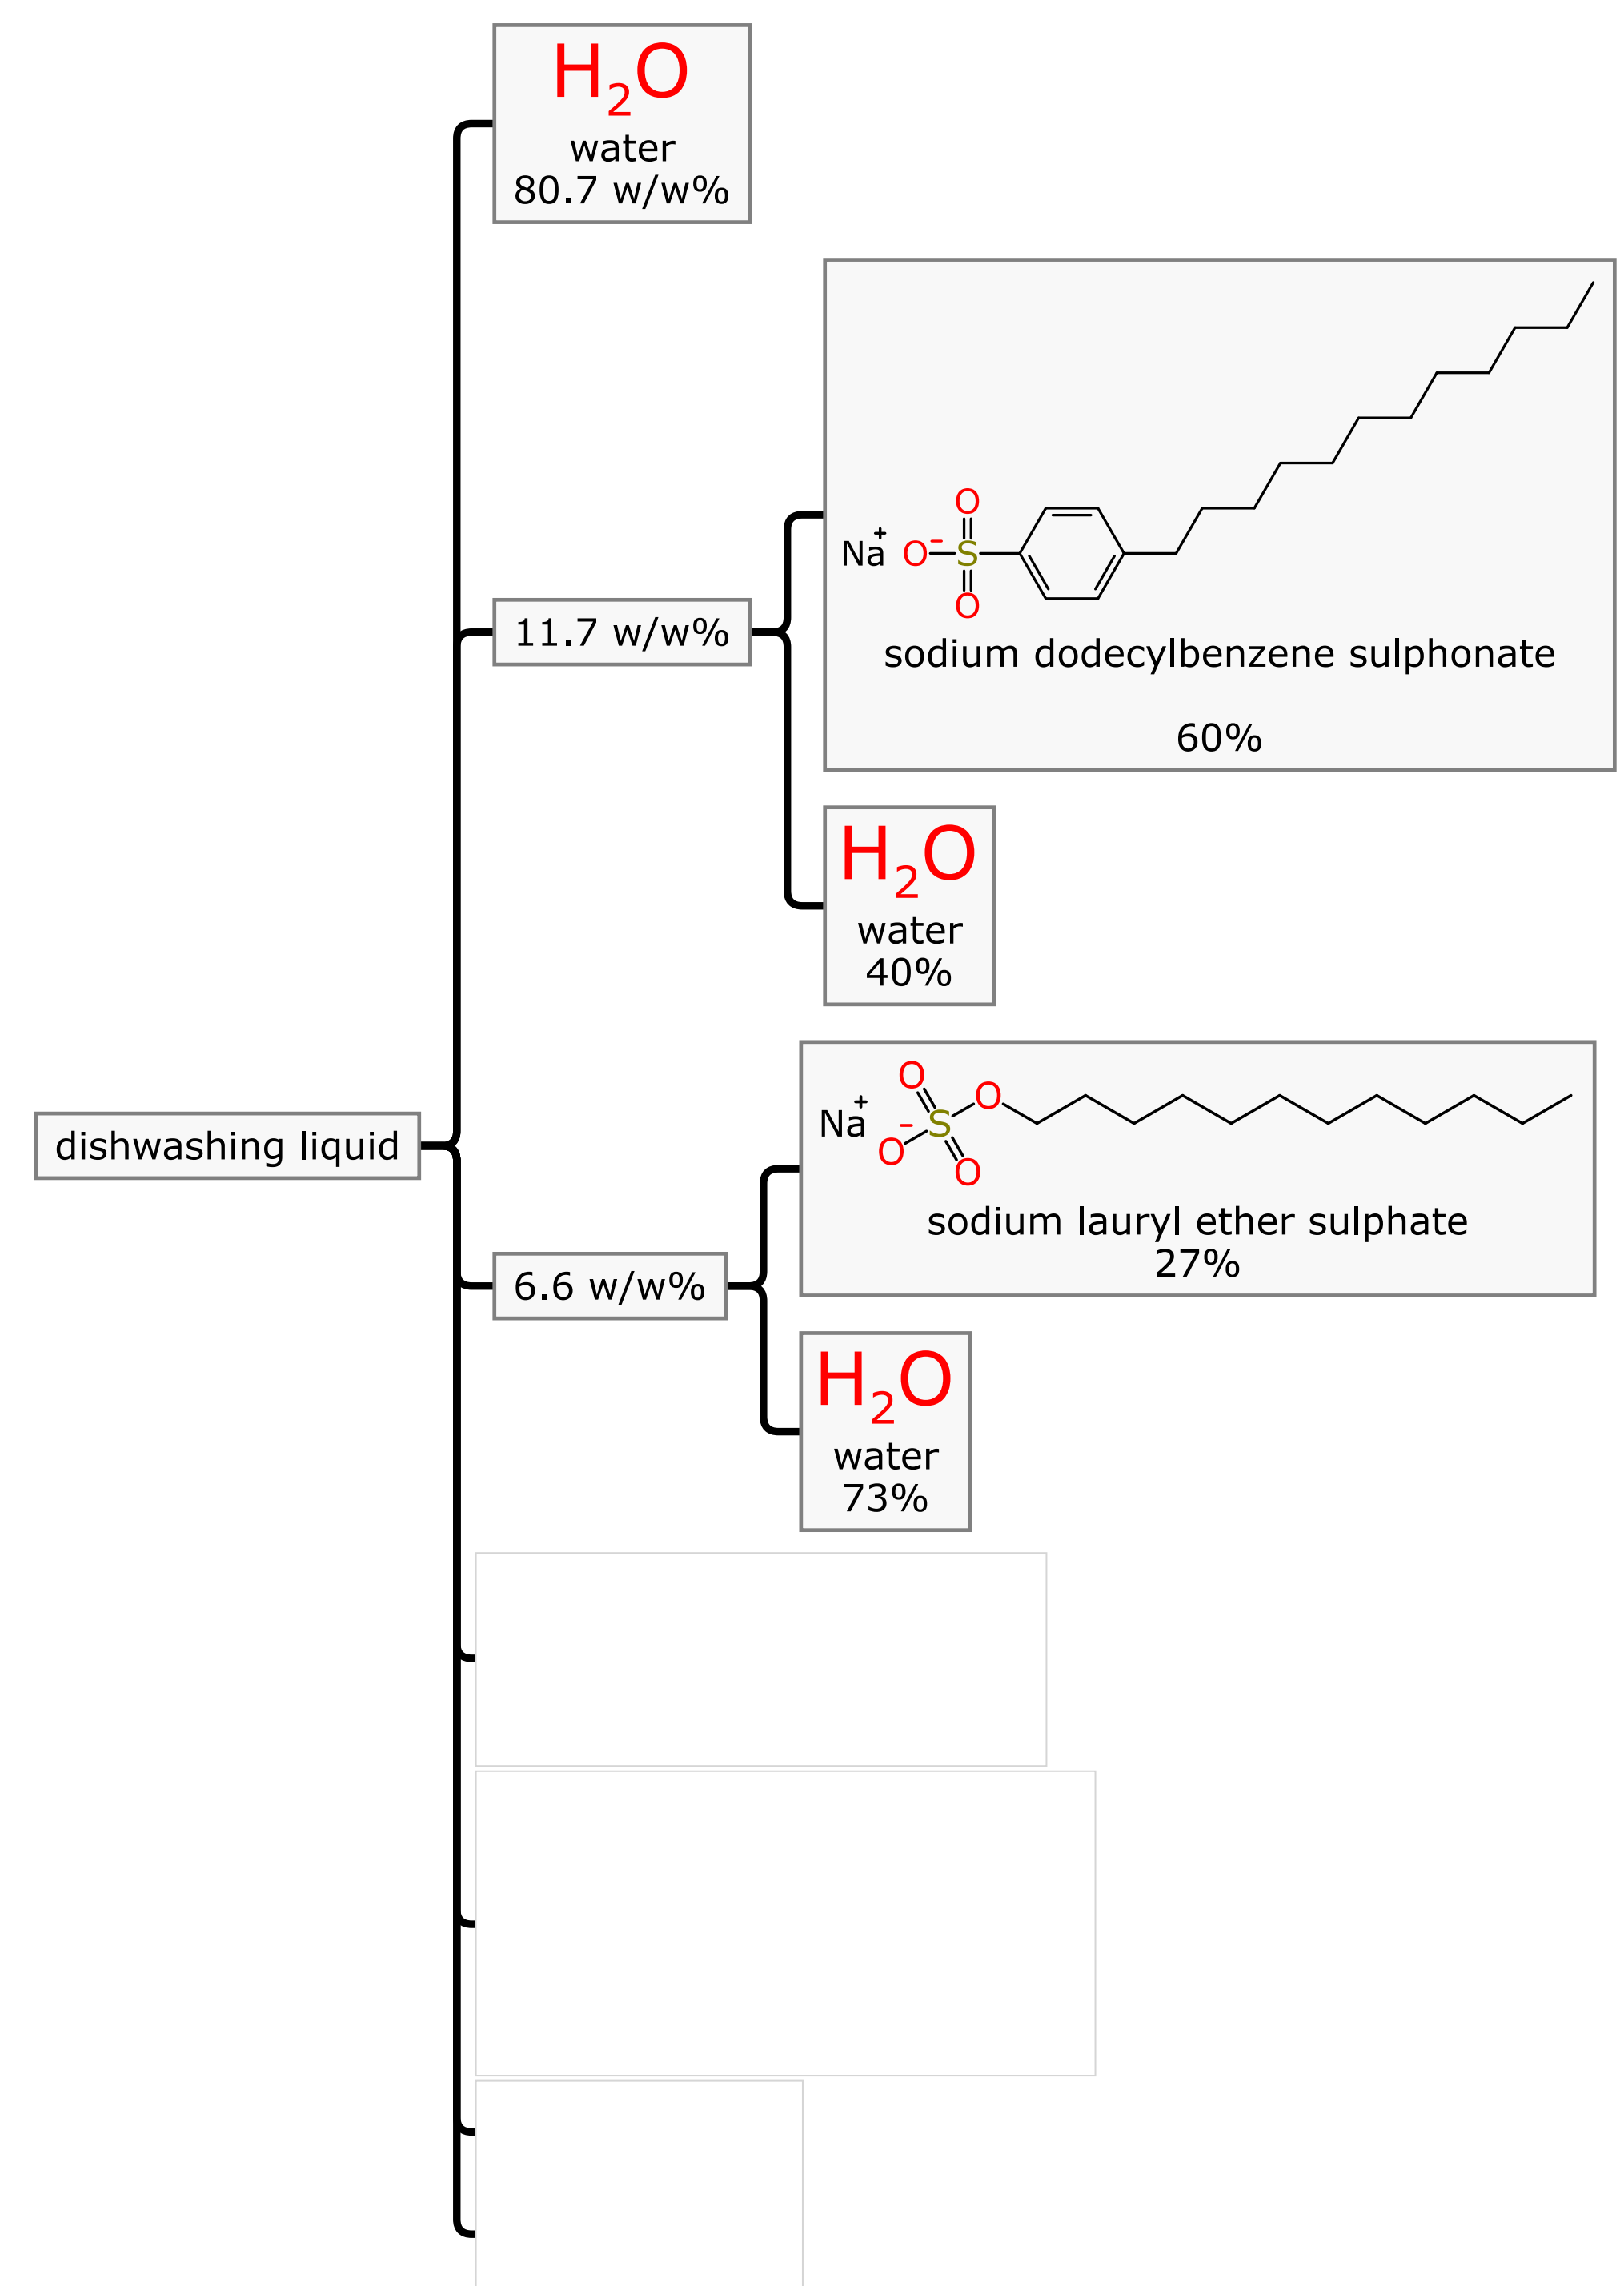 H₂O
water
80.7 w/w%
11.7 w/w%
Na⁺ O⁻ S O O
sodium dodecylbenzene sulphonate
60%
H₂O
water
40%
dishwashing liquid
6.6 w/w%
Na⁺ O⁻ S O O O
sodium lauryl ether sulphate
27%
H₂O
water
73%